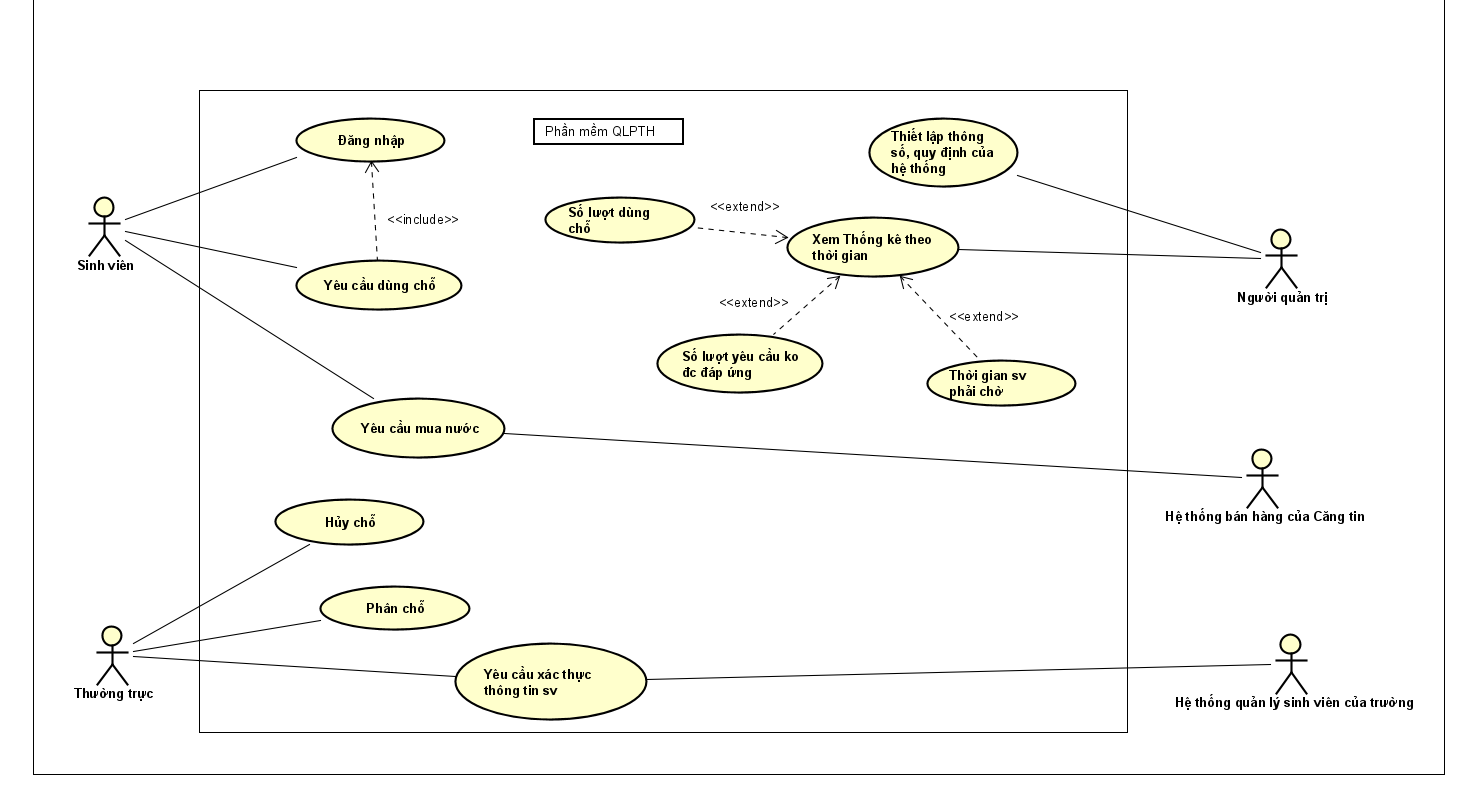 Phần mềm QLPTH
Đăng nhập
Thiết lập thông
số, quy định của
hệ thống
<<include>>
Số lượt dùng
chỗ
<<extend>>
Xem Thống kê theo
thời gian
Sinh viên
Yêu cầu dùng chỗ
Người quản trị
<<extend>>
<<extend>>
Số lượt yêu cầu ko
đc đáp ứng
Thời gian sv
phải chờ
Yêu cầu mua nước
Hệ thống bán hàng của Căng tin
Hủy chỗ
Phân chỗ
Yêu cầu xác thực
thông tin sv
Thường trực
Hệ thống quản lý sinh viên của trường